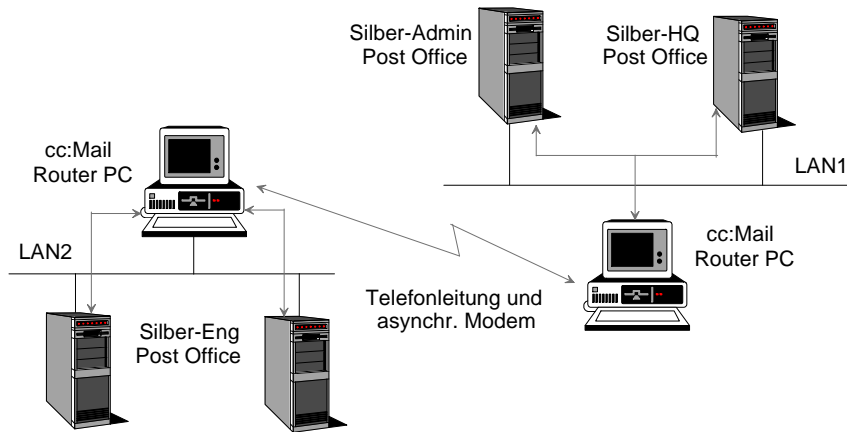 Silber-Admin
Post Office
Silber-HQ
Post Office
cc:Mail
Router PC
LAN1
LAN2
cc:Mail
Router PC
Telefonleitung und
asynchr. Modem
Silber-Eng
Post Office